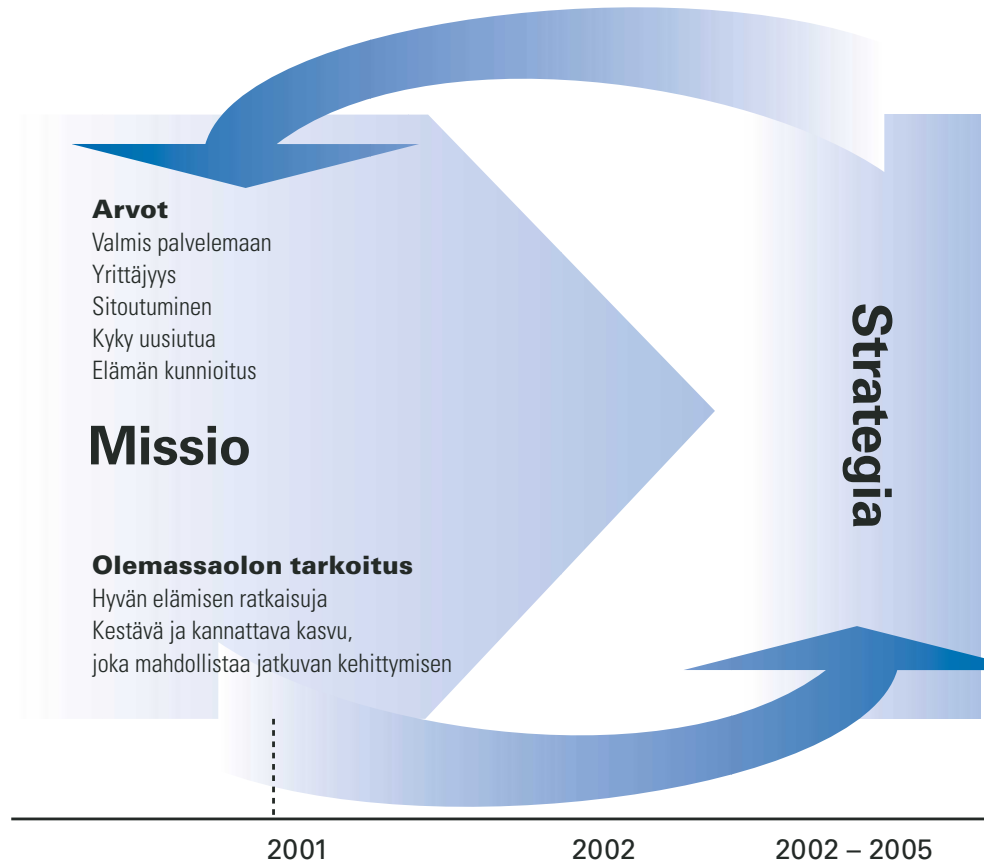 Arvot
Valmis palvelemaan
Yrittäjyys
Sitoutuminen
Kyky uusiutua
Elämän kunnioitus
Missio
Olemassaolon tarkoitus
Hyvän elämisen ratkaisuja
Kestävä ja kannattava kasvu,
joka mahdollistaa jatkuvan kehittymisen
Strategia
2001
2002
2002 – 2005